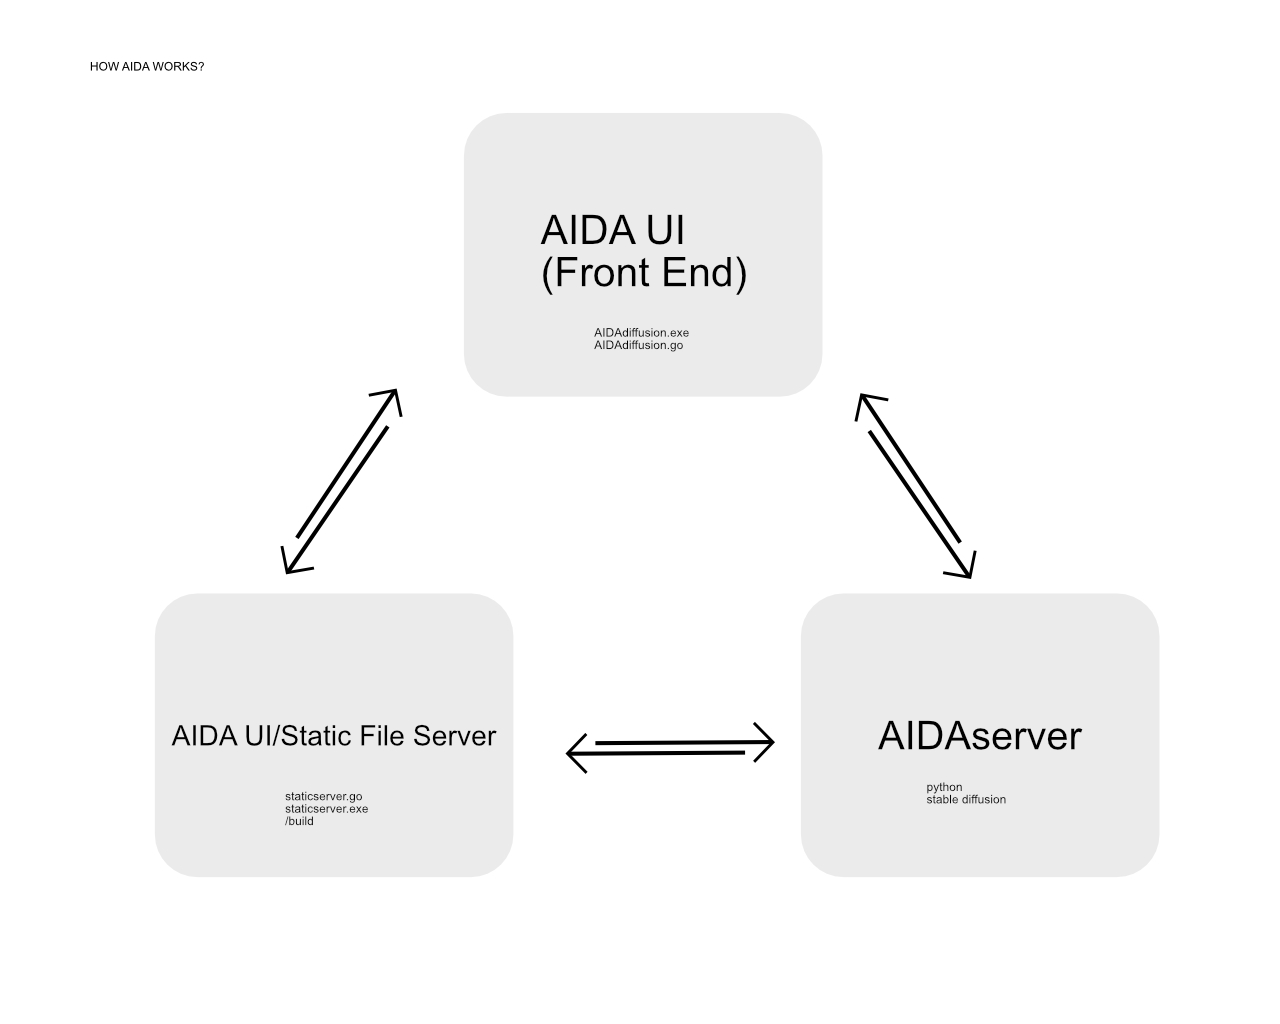 HOW AIDA WORKS?
AIDA UI
(Front End)
AIDAdiffusion.exe
AIDAdiffusion.go
AIDA UI/Static File Server
staticserver.go
staticserver.exe
/build
AIDAserver
python
stable diffusion